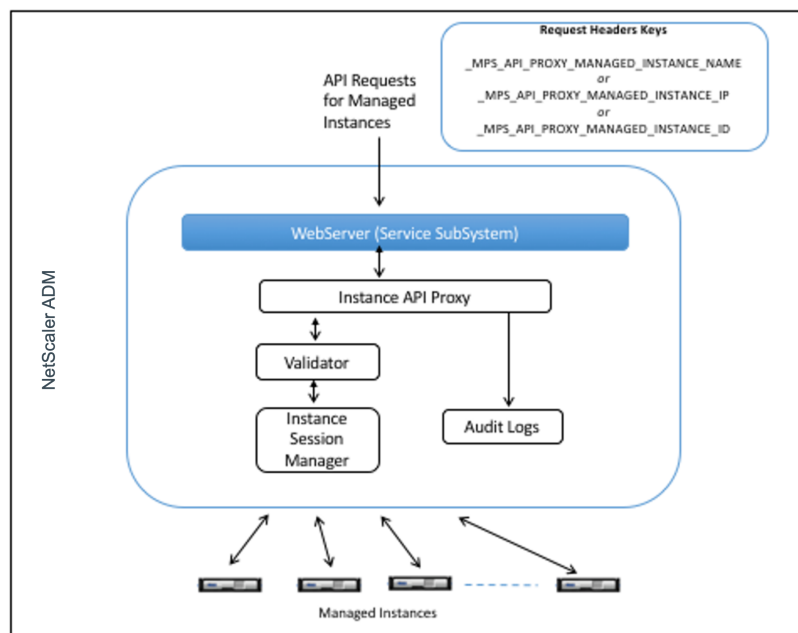 Request Headers Keys
_MPS_API_PROXY_MANAGED_INSTANCE_NAME
or
_MPS_API_PROXY_MANAGED_INSTANCE_IP
or
_MPS_API_PROXY_MANAGED_INSTANCE_ID
API Requests
for Managed
Instances
NetScaler ADM
WebServer (Service SubSystem)
Instance API Proxy
Validator
Instance
Session
Manager
Audit Logs
Managed Instances